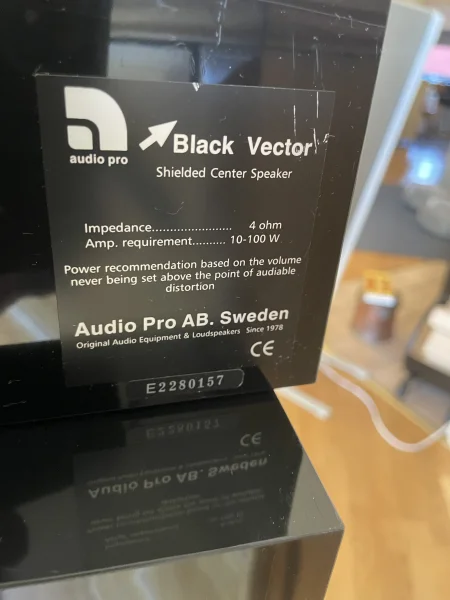 audio pro
Black Vector
Shielded Center Speaker
Impedance....................... 4 ohm
Amp. requirement.......... 10-100 W
Power recommendation based on the volume
never being set above the point of audiable
distortion
Audio Pro AB. Sweden
Original Audio Equipment & Loudspeakers Since 1978
CE
E2280157